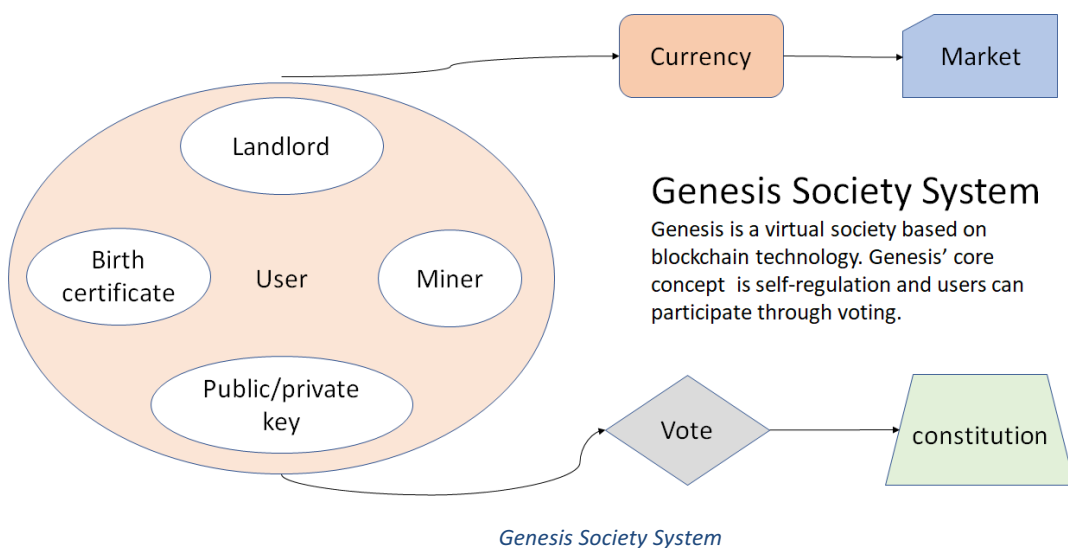 Currency
Market
Landlord
Genesis Society System
Genesis is a virtual society based on
blockchain technology. Genesis’ core
concept  is self-regulation and users can
participate through voting.
Birth
certificate
User
Miner
Public/private
key
Vote
constitution
Genesis Society System